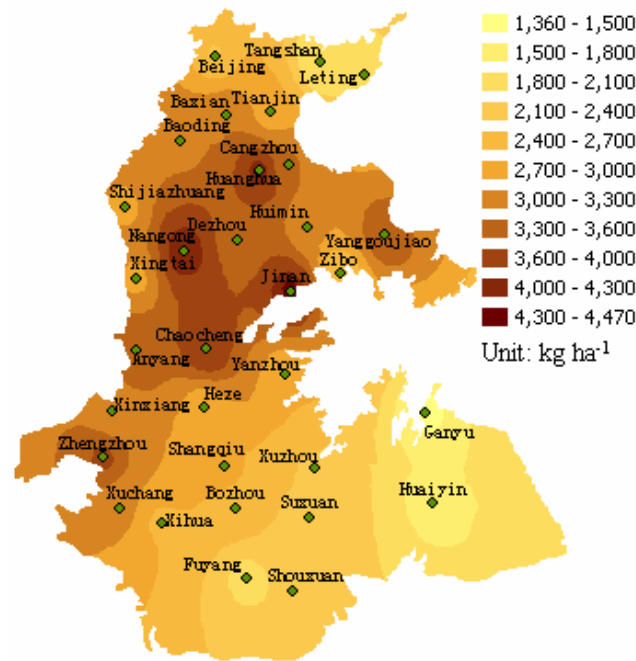 Tangshan
Beijing
Leting
Baxian
Tianjin
Baoding
Cangzhou
Huanghua
Shijiazhuang
Dezhou
Huimin
Nangong
Yanggoujiao
Zibo
Xingtai
Jinan
Chaocheng
Anyang
Yanzhou
Xinxiang
Heze
Ganyu
Zhengzhou
Shangqiu
Xuzhou
Xuchang
Bozhou
Huaiyin
Xihua
Suxuan
Fuyang
Shouxuan
1,360 - 1,500
1,500 - 1,800
1,800 - 2,100
2,100 - 2,400
2,400 - 2,700
2,700 - 3,000
3,000 - 3,300
3,300 - 3,600
3,600 - 4,000
4,000 - 4,300
4,300 - 4,470
Unit: kg ha⁻¹